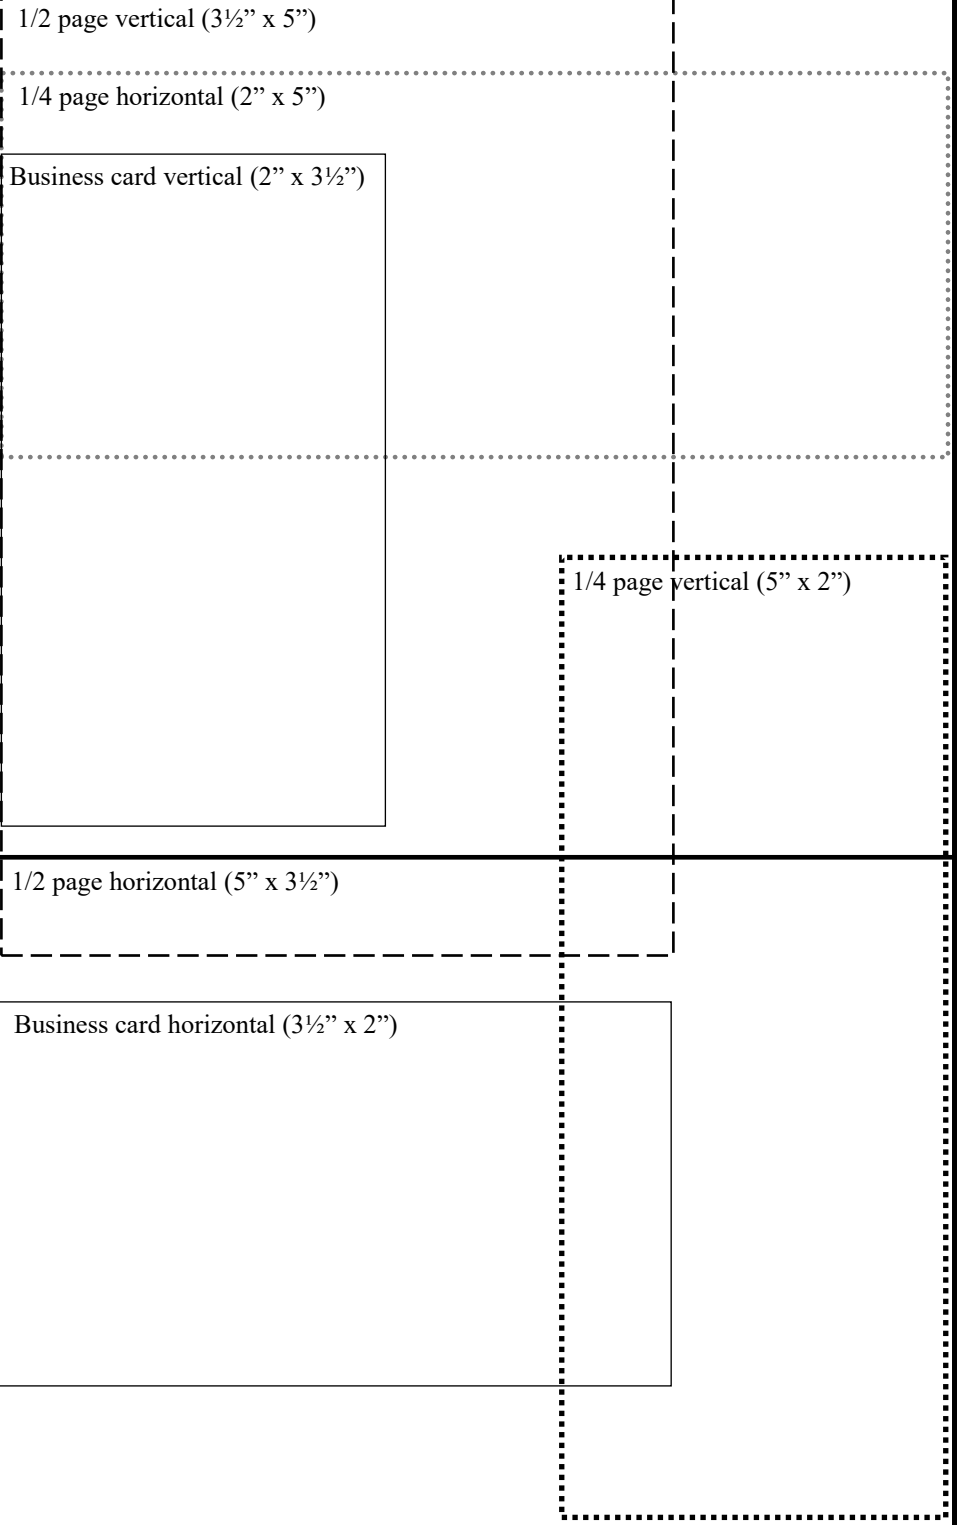 1/2 page vertical (3½” x 5”)
1/4 page horizontal (2” x 5”)
Business card vertical (2” x 3½”)
1/4 page vertical (5” x 2”)
1/2 page horizontal (5” x 3½”)
Business card horizontal (3½” x 2”)